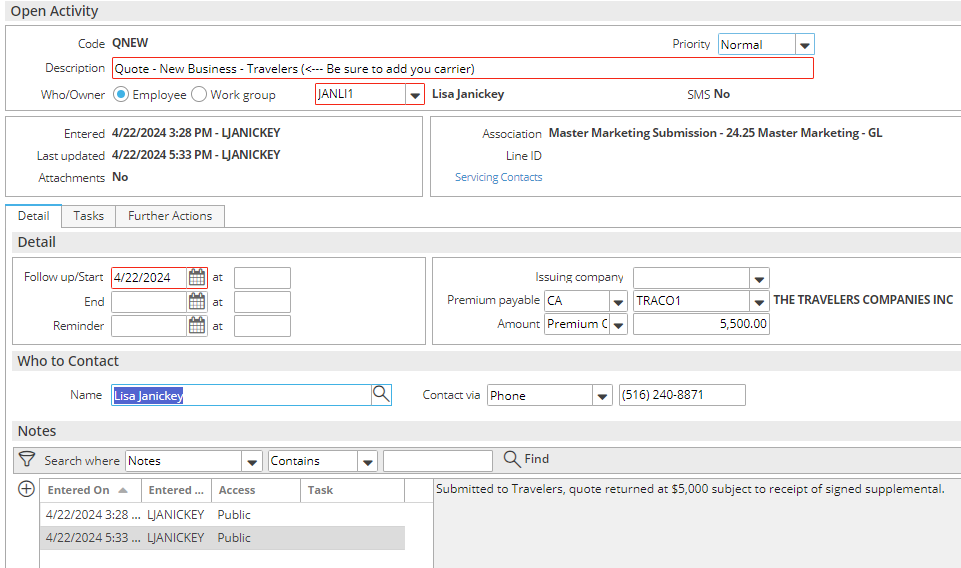 Open Activity
Code QNEW Priority Normal
Description Quote - New Business - Travelers (<--- Be sure to add you carrier)
Who/Owner Employee Work group JANLI1 Lisa Janickey SMS No
Entered 4/22/2024 3:28 PM - LJANICKEY
Last updated 4/22/2024 5:33 PM - LJANICKEY
Attachments No
Association Master Marketing Submission - 24.25 Master Marketing - GL
Line ID
Servicing Contacts
Detail Tasks Further Actions
Detail
Follow up/Start 4/22/2024 at
End at
Reminder at
Issuing company
Premium payable CA TRACO1 THE TRAVELERS COMPANIES INC
Amount Premium C 5,500.00
Who to Contact
Name Lisa Janickey Contact via Phone (516) 240-8871
Notes
Search where Notes Contains Find
Entered On Entered ... Access Task
4/22/2024 3:28 ... LJANICKEY Public
4/22/2024 5:33 ... LJANICKEY Public
Submitted to Travelers, quote returned at $5,000 subject to receipt of signed supplemental.